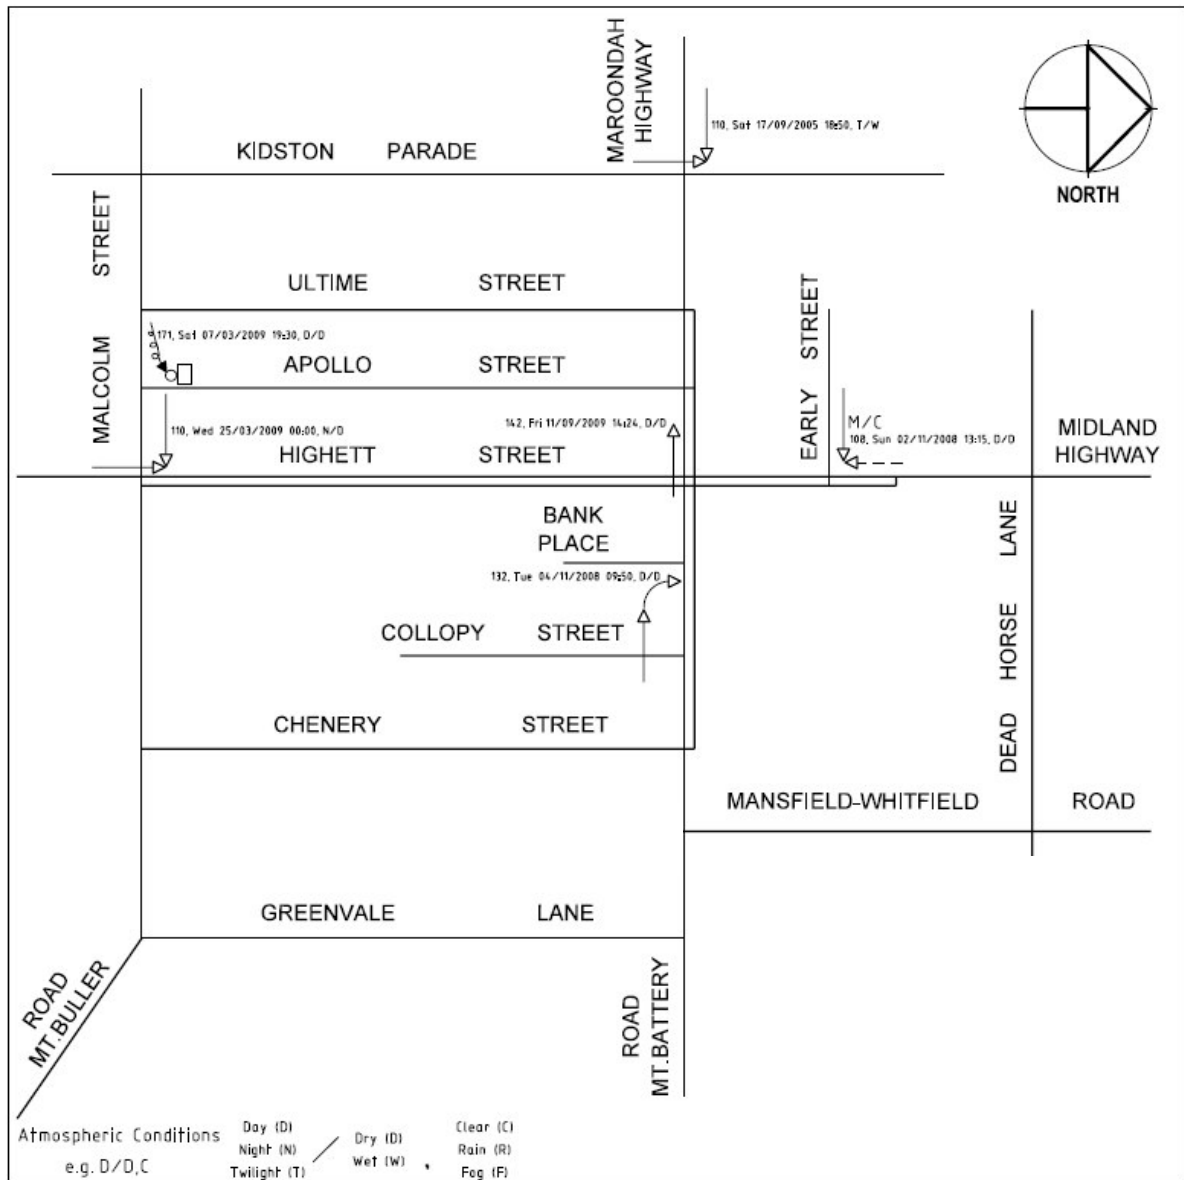 MAROONDAH
HIGHWAY
110, Sat 17/09/2005 18:50, T/W
NORTH
KIDSTON PARADE
MALCOLM STREET
ULTIME STREET
EARLY STREET
171, Sat 07/03/2009 19:30, D/D
APOLLO STREET
110, Wed 25/03/2009 00:00, N/D
142, Fri 11/09/2009 14:24, D/D
M/C
108, Sun 02/11/2008 13:15, D/D
HIGHETT STREET
MIDLAND
HIGHWAY
BANK
PLACE
DEAD HORSE LANE
132, Tue 04/11/2008 09:50, D/D
COLLOPY STREET
CHENERY STREET
MANSFIELD-WHITFIELD ROAD
GREENVALE LANE
ROAD
MT.BULLER
ROAD
MT.BATTERY
Atmospheric Conditions
e.g. D/D,C
Day (D)
Night (N)
Twilight (T)
/
Dry (D)
Wet (W)
,
Clear (C)
Rain (R)
Fog (F)